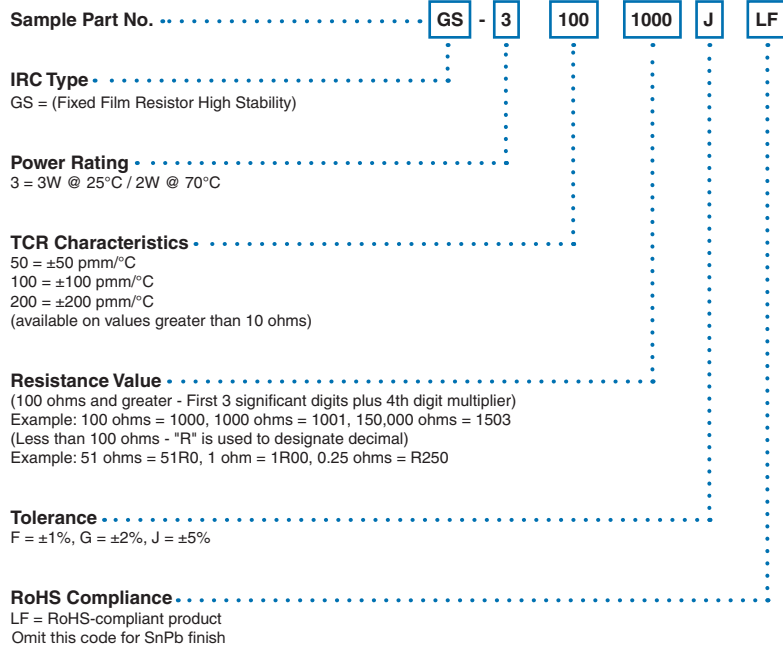 Sample Part No. GS - 3 100 1000 J LF
IRC Type
GS = (Fixed Film Resistor High Stability)
Power Rating
3 = 3W @ 25°C / 2W @ 70°C
TCR Characteristics
50 = ±50 pmm/°C
100 = ±100 pmm/°C
200 = ±200 pmm/°C
(available on values greater than 10 ohms)
Resistance Value
(100 ohms and greater - First 3 significant digits plus 4th digit multiplier)
Example: 100 ohms = 1000, 1000 ohms = 1001, 150,000 ohms = 1503
(Less than 100 ohms - "R" is used to designate decimal)
Example: 51 ohms = 51R0, 1 ohm = 1R00, 0.25 ohms = R250
Tolerance
F = ±1%, G = ±2%, J = ±5%
RoHS Compliance
LF = RoHS-compliant product
Omit this code for SnPb finish